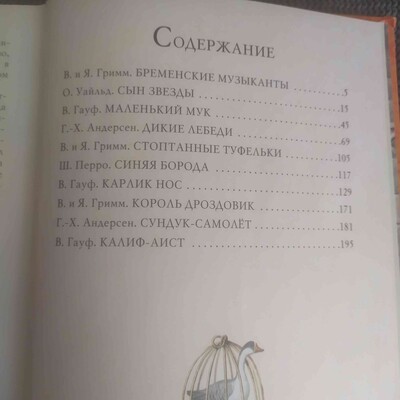 Содержание
В. и Я. Гримм. БРЕМЕНСКИЕ МУЗЫКАНТЫ 5
О. Уайльд. СЫН ЗВЕЗДЫ 15
В. Гауф. МАЛЕНЬКИЙ МУК 45
Г.-Х. Андерсен. ДИКИЕ ЛЕБЕДИ 69
В. и Я. Гримм. СТОПТАННЫЕ ТУФЕЛЬКИ 105
Ш. Перро. СИНЯЯ БОРОДА 117
В. Гауф. КАРЛИК НОС 129
В. и Я. Гримм. КОРОЛЬ ДРОЗДОВИК 171
Г.-Х. Андерсен. СУНДУК-САМОЛЁТ 181
В. Гауф. КАЛИФ-АИСТ 195